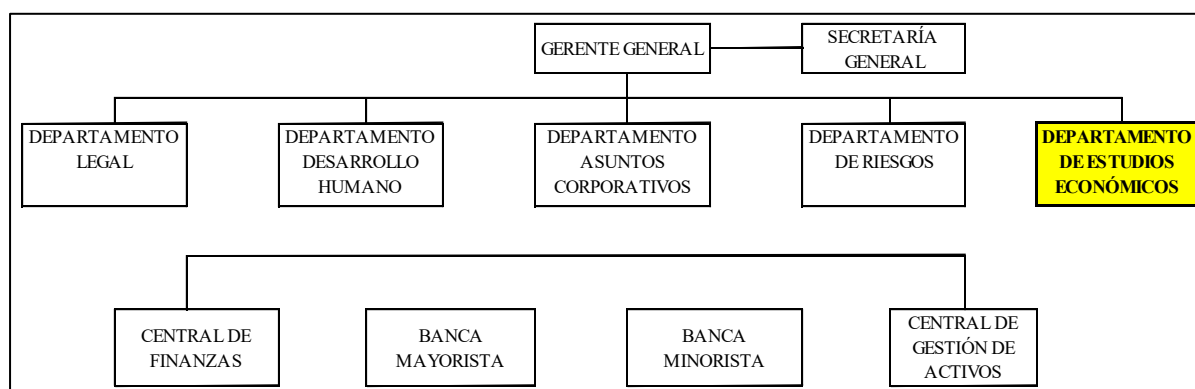 GERENTE GENERAL
SECRETARÍA
GENERAL
DEPARTAMENTO
LEGAL
DEPARTAMENTO
DESARROLLO
HUMANO
DEPARTAMENTO
ASUNTOS
CORPORATIVOS
DEPARTAMENTO
DE RIESGOS
DEPARTAMENTO
DE ESTUDIOS
ECONÓMICOS
CENTRAL DE
FINANZAS
BANCA
MAYORISTA
BANCA
MINORISTA
CENTRAL DE
GESTIÓN DE
ACTIVOS